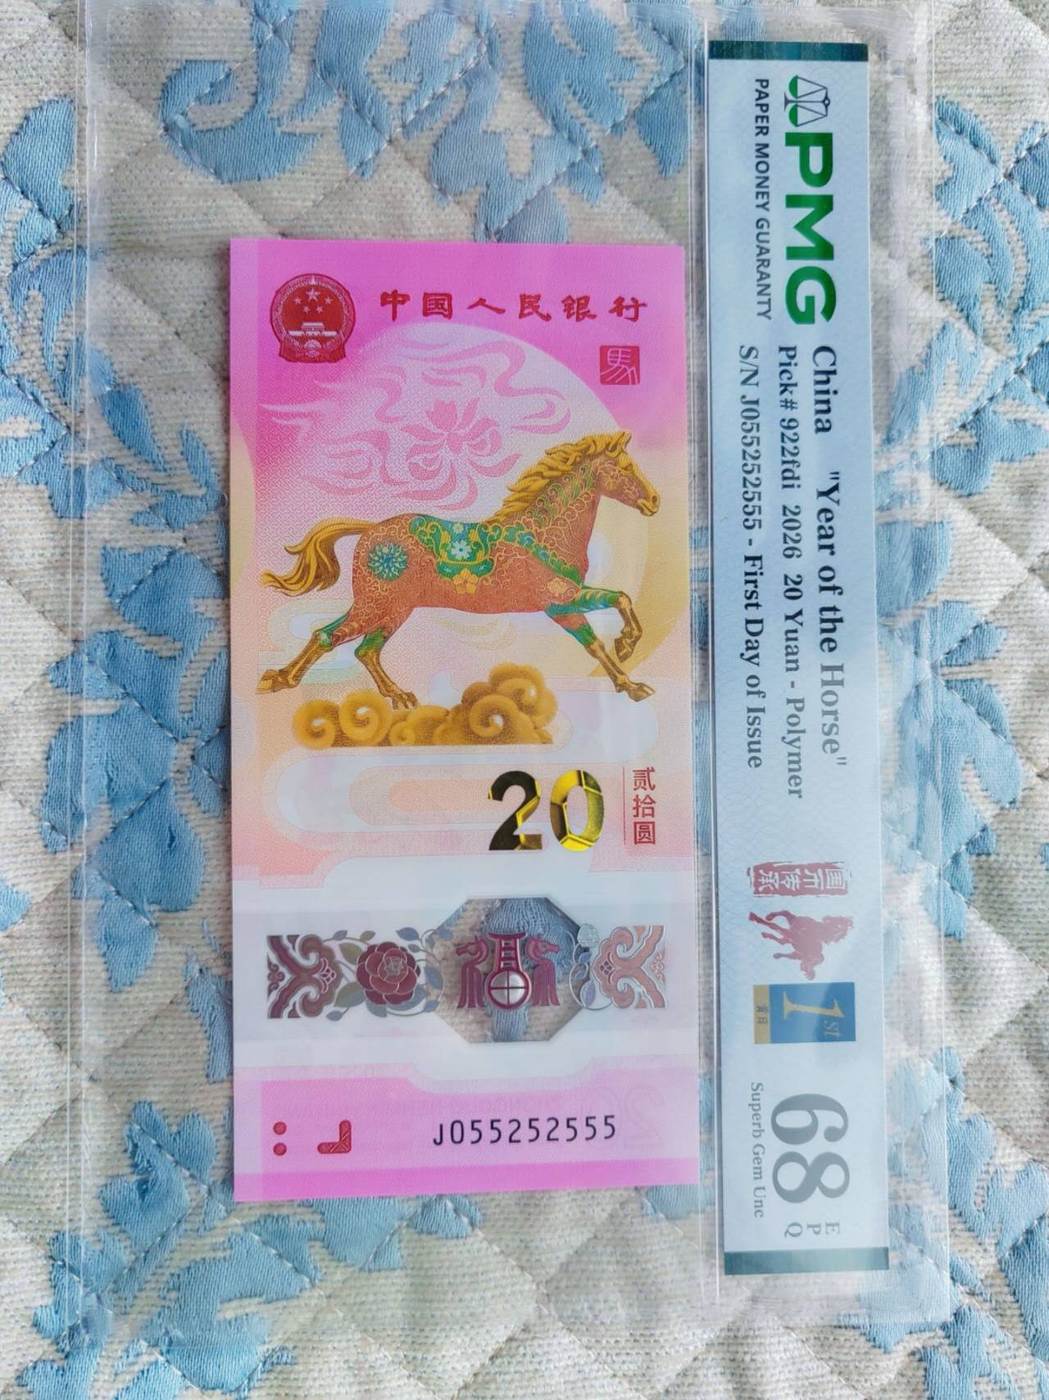 PMG
PAPER MONEY GUARANTY
China "Year of the Horse"
Pick# 922fdi 2026 20 Yuan - Polymer
S/N J055252555 - First Day of Issue
1st
68
EPQ
Superb Gem Unc
中国人民银行
馬
20
贰拾圆
J055252555